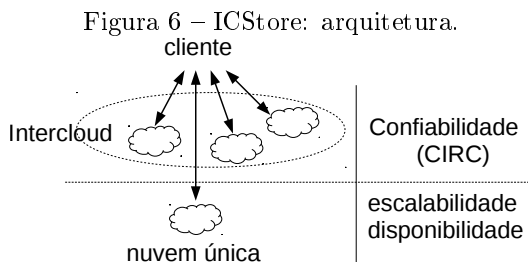 Figura 6 – ICStore: arquitetura.
cliente
Intercloud
Confiabilidade
(CIRC)
escalabilidade
disponibilidade
nuvem única